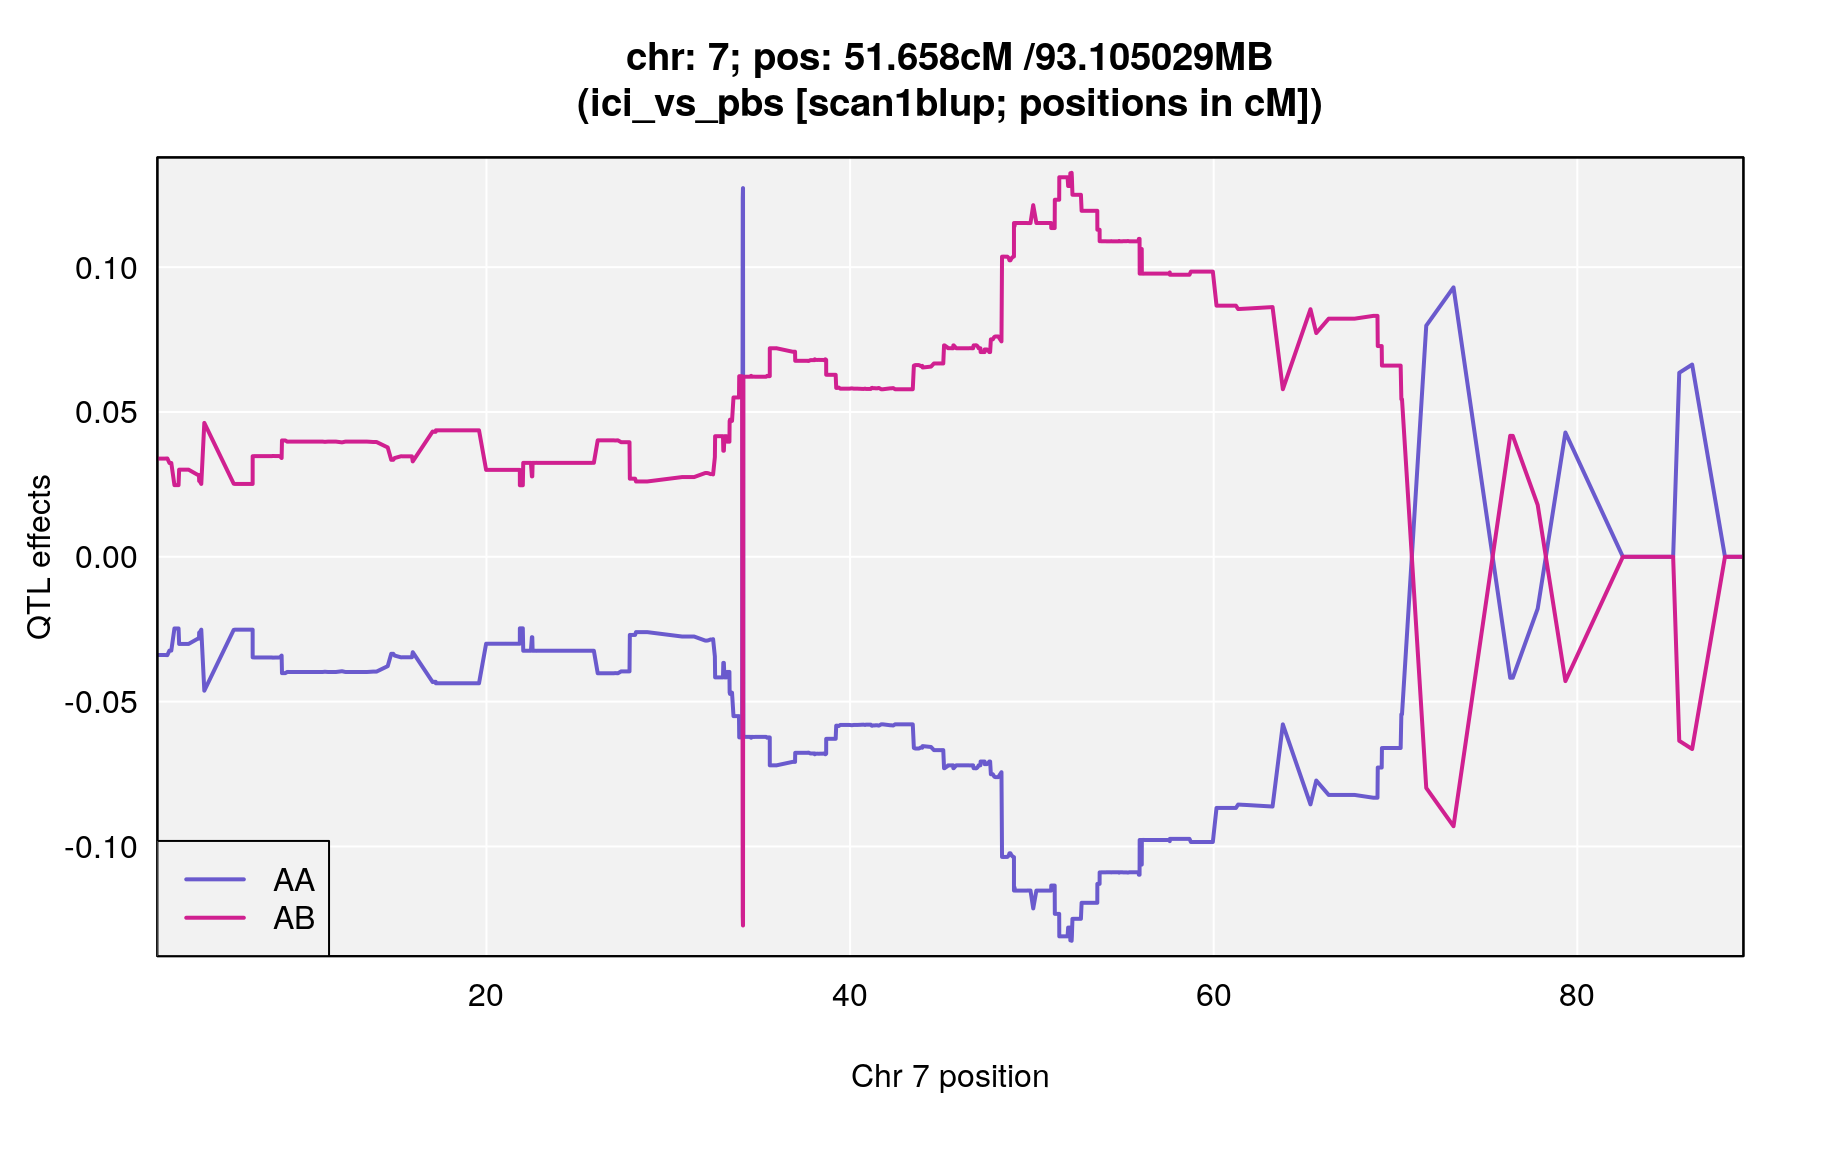 chr: 7; pos: 51.658cM /93.105029MB
(ici_vs_pbs [scan1blup; positions in cM])
QTL effects
0.10
0.05
0.00
-0.05
-0.10
AA
AB
20 40 60 80
Chr 7 position